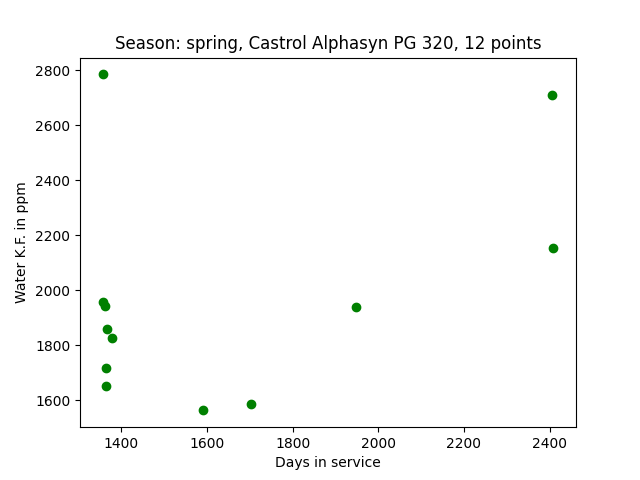 Season: spring, Castrol Alphasyn PG 320, 12 points
2800
2600
2400
2200
2000
1800
1600
Water K.F. in ppm
1400 1600 1800 2000 2200 2400
Days in service